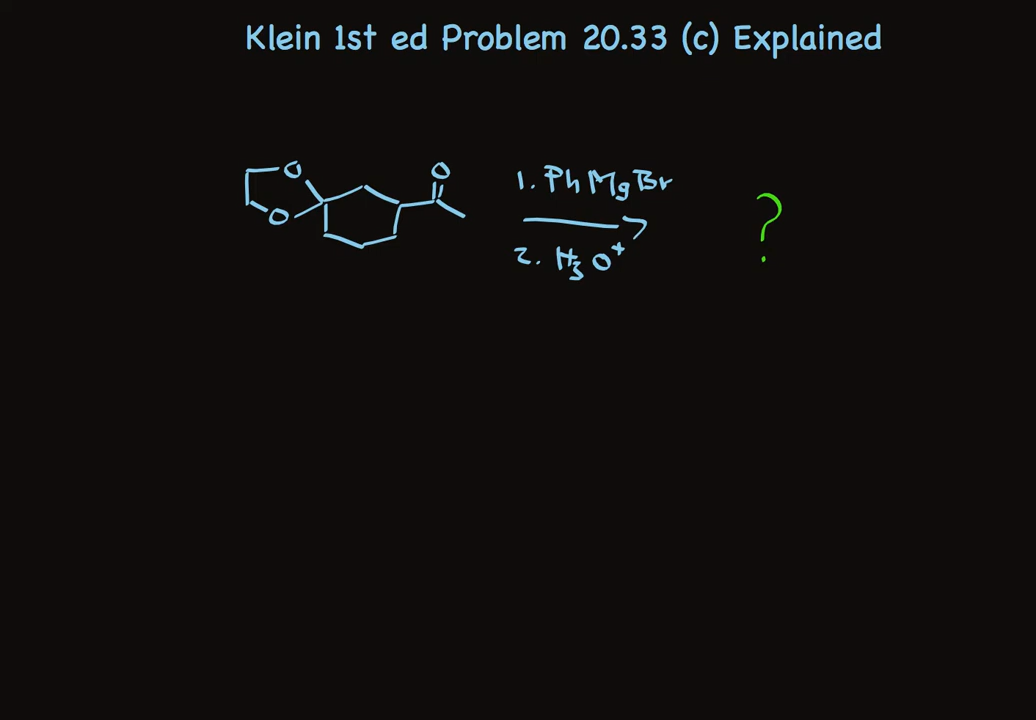 Klein 1st ed Problem 20.33 (c) Explained
O
O
O
1. PhMgBr
2. H₃O⁺
?